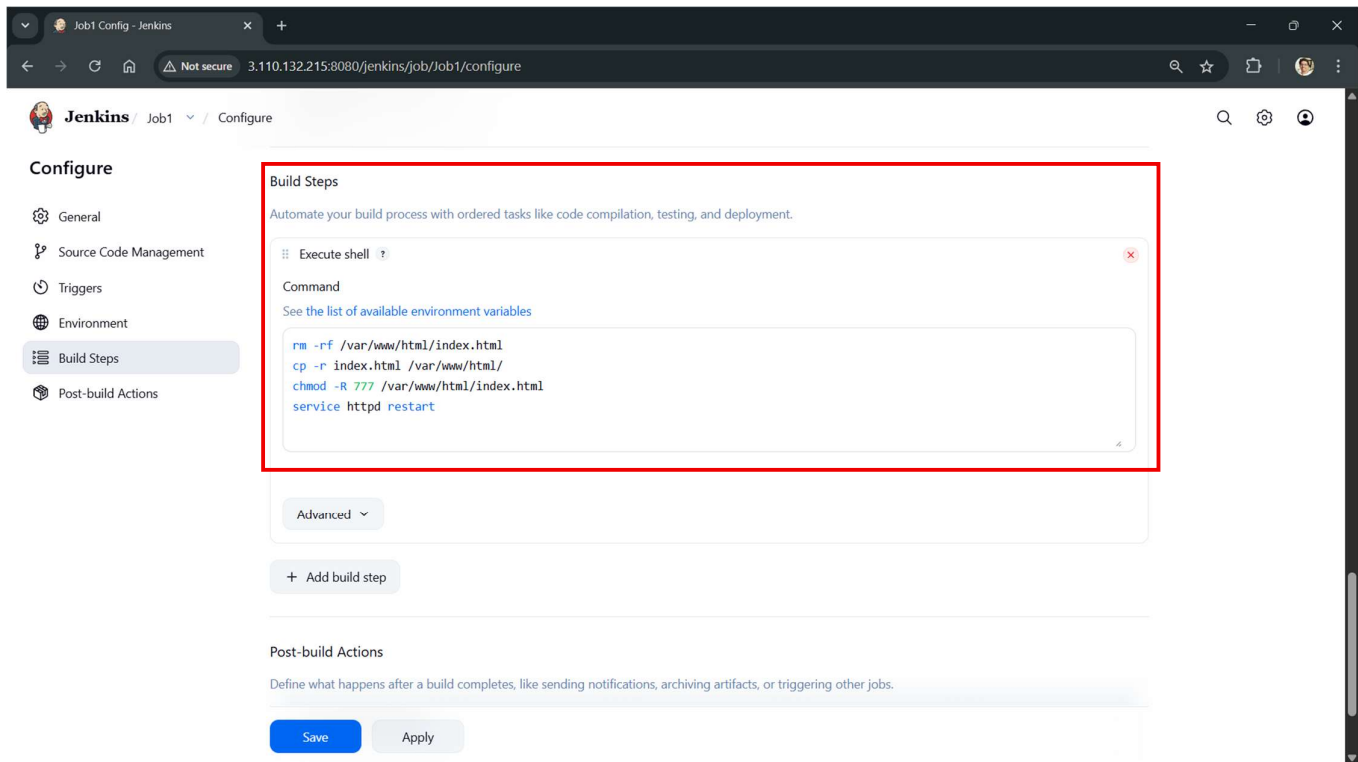 Job1 Config - Jenkins
Not secure 3.110.132.215:8080/jenkins/job/Job1/configure
Jenkins / Job1 / Configure
Configure
General
Source Code Management
Triggers
Environment
Build Steps
Post-build Actions
Build Steps
Automate your build process with ordered tasks like code compilation, testing, and deployment.
Execute shell ?
Command
See the list of available environment variables
rm -rf /var/www/html/index.html
cp -r index.html /var/www/html/
chmod -R 777 /var/www/html/index.html
service httpd restart
Advanced
+ Add build step
Post-build Actions
Define what happens after a build completes, like sending notifications, archiving artifacts, or triggering other jobs.
Save Apply